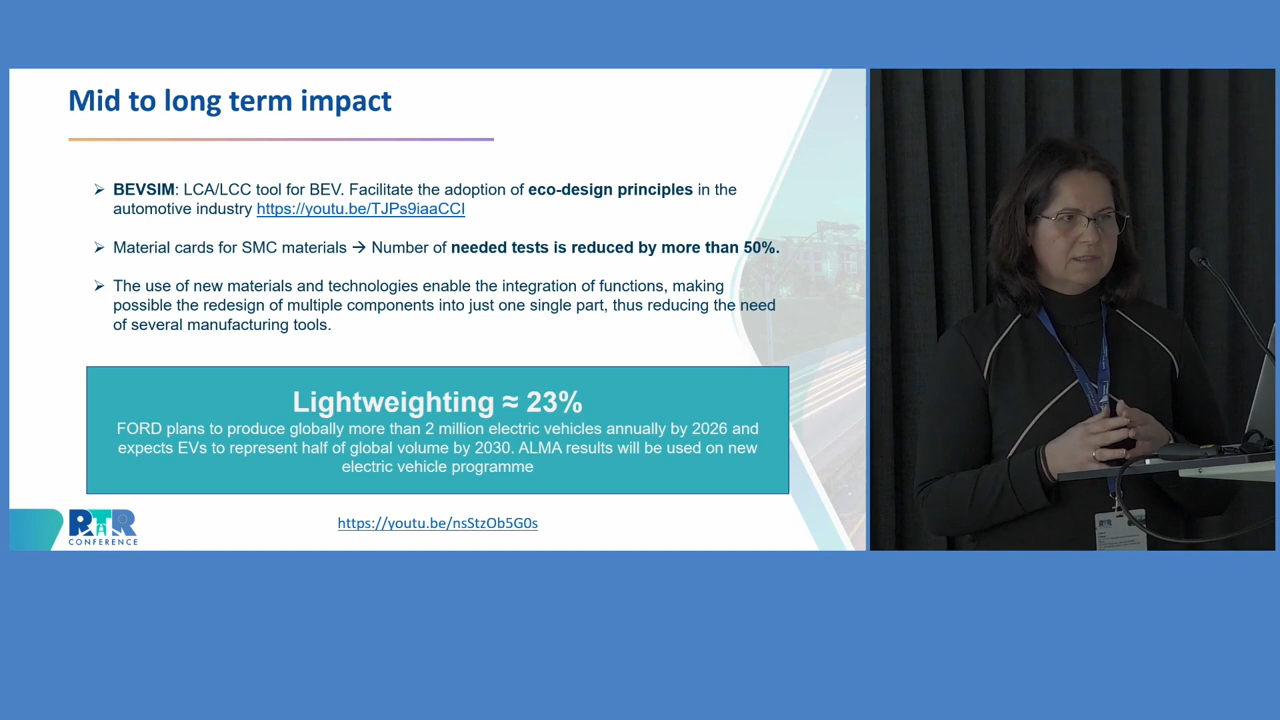 Mid to long term impact
➢ BEVSIM: LCA/LCC tool for BEV. Facilitate the adoption of eco-design principles in the
automotive industry https://youtu.be/TJPs9iaaCCI
➢ Material cards for SMC materials → Number of needed tests is reduced by more than 50%.
➢ The use of new materials and technologies enable the integration of functions, making
possible the redesign of multiple components into just one single part, thus reducing the need
of several manufacturing tools.
Lightweighting ≈ 23%
FORD plans to produce globally more than 2 million electric vehicles annually by 2026 and
expects EVs to represent half of global volume by 2030. ALMA results will be used on new
electric vehicle programme
https://youtu.be/nsStzOb5G0s
RTR
CONFERENCE
RTR